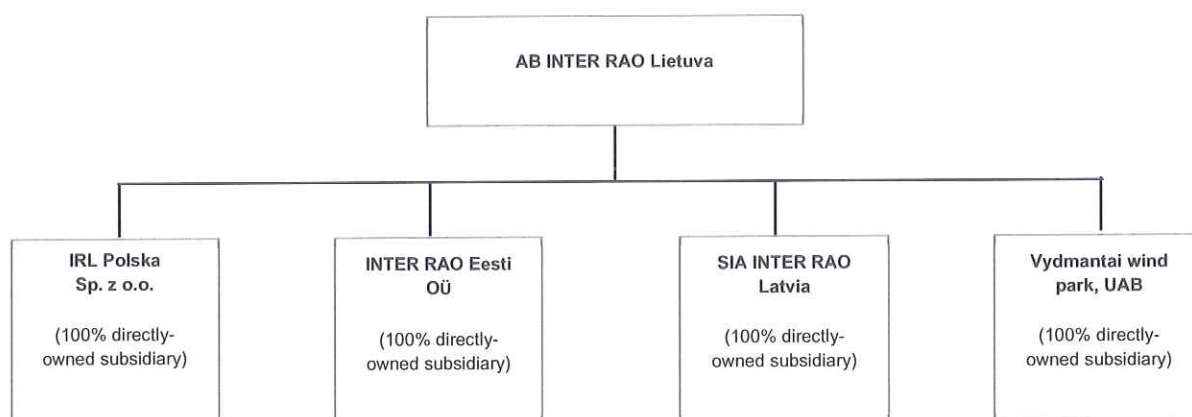 AB INTER RAO Lietuva
IRL Polska
Sp. z o.o.
(100% directly-
owned subsidiary)
INTER RAO Eesti
OÜ
(100% directly-
owned subsidiary)
SIA INTER RAO
Latvia
(100% directly-
owned subsidiary)
Vydmantai wind
park, UAB
(100% directly-
owned subsidiary)